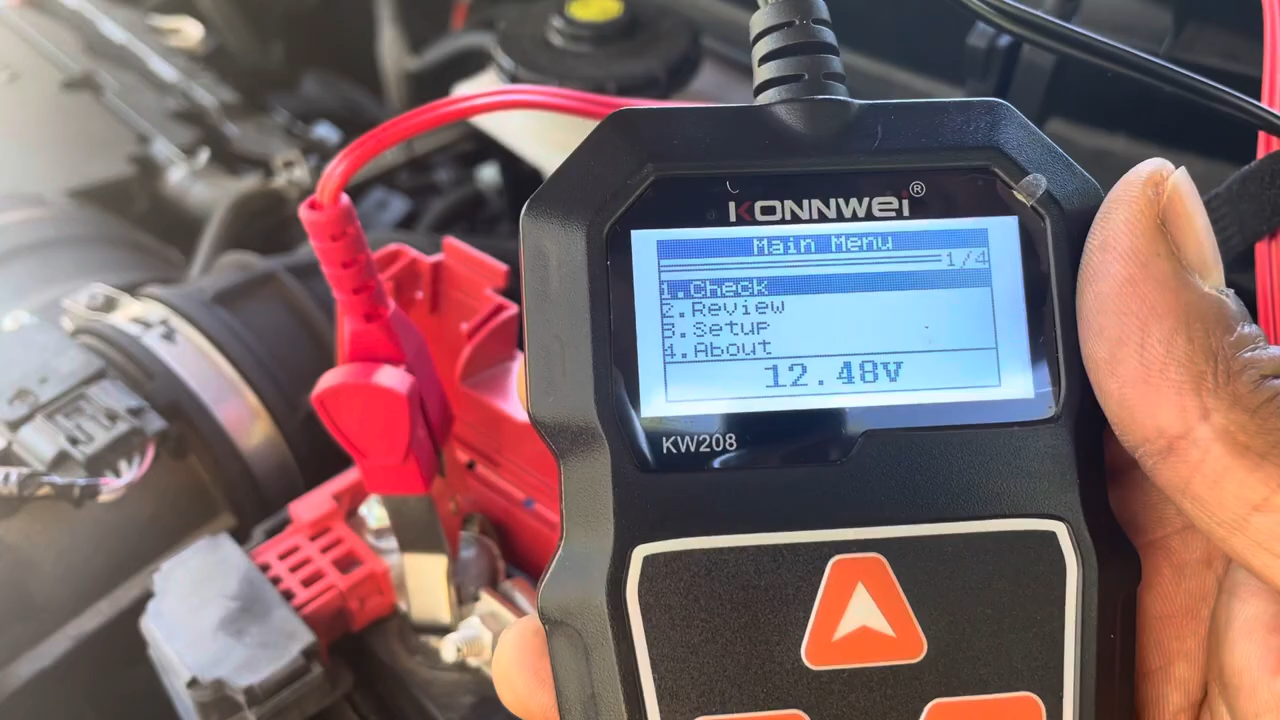 KONNWEI®
Main Menu
1/4
1.Check
2.Review
3.Setup
4.About
12.48V
KW208